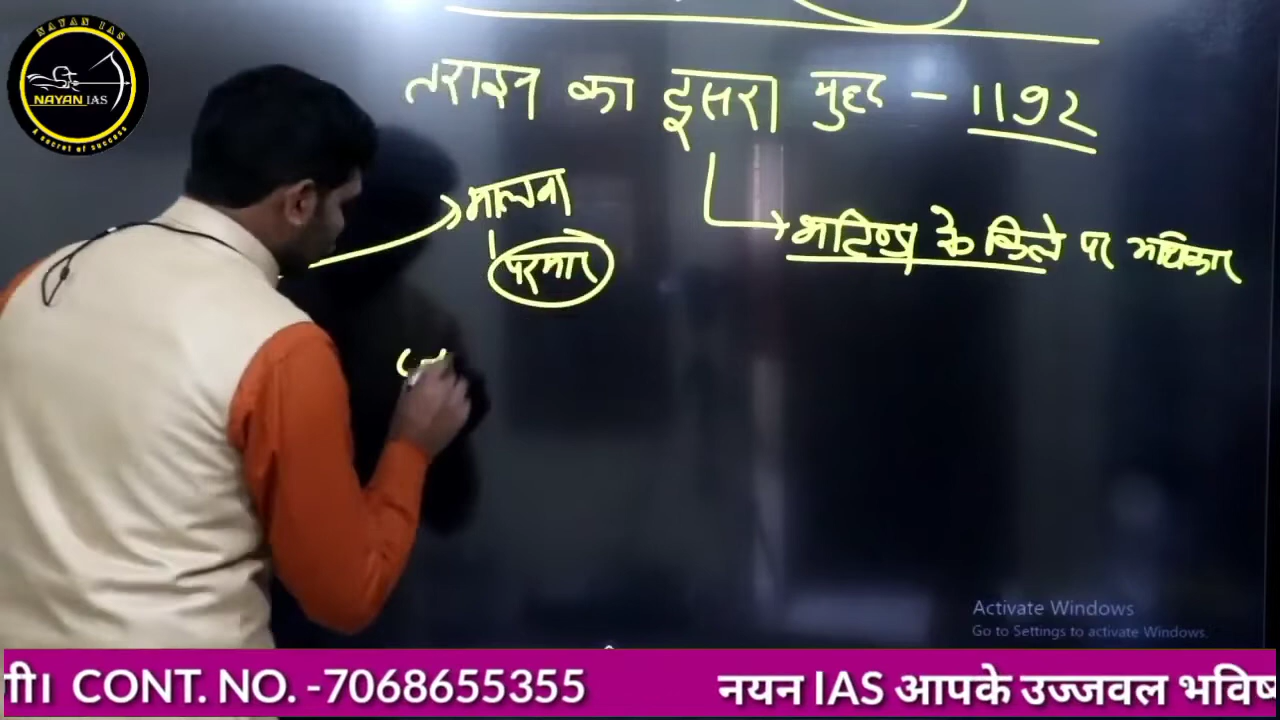 NAYAN IAS
NAYAN IAS
A secret of success
तराइन का दूसरा युद्ध – 1192
मालवा
परमार
भटिण्डा के किले पर अधिकार
Activate Windows
Go to Settings to activate Windows.
गी। CONT. NO. -7068655355 नयन IAS आपके उज्जवल भविष